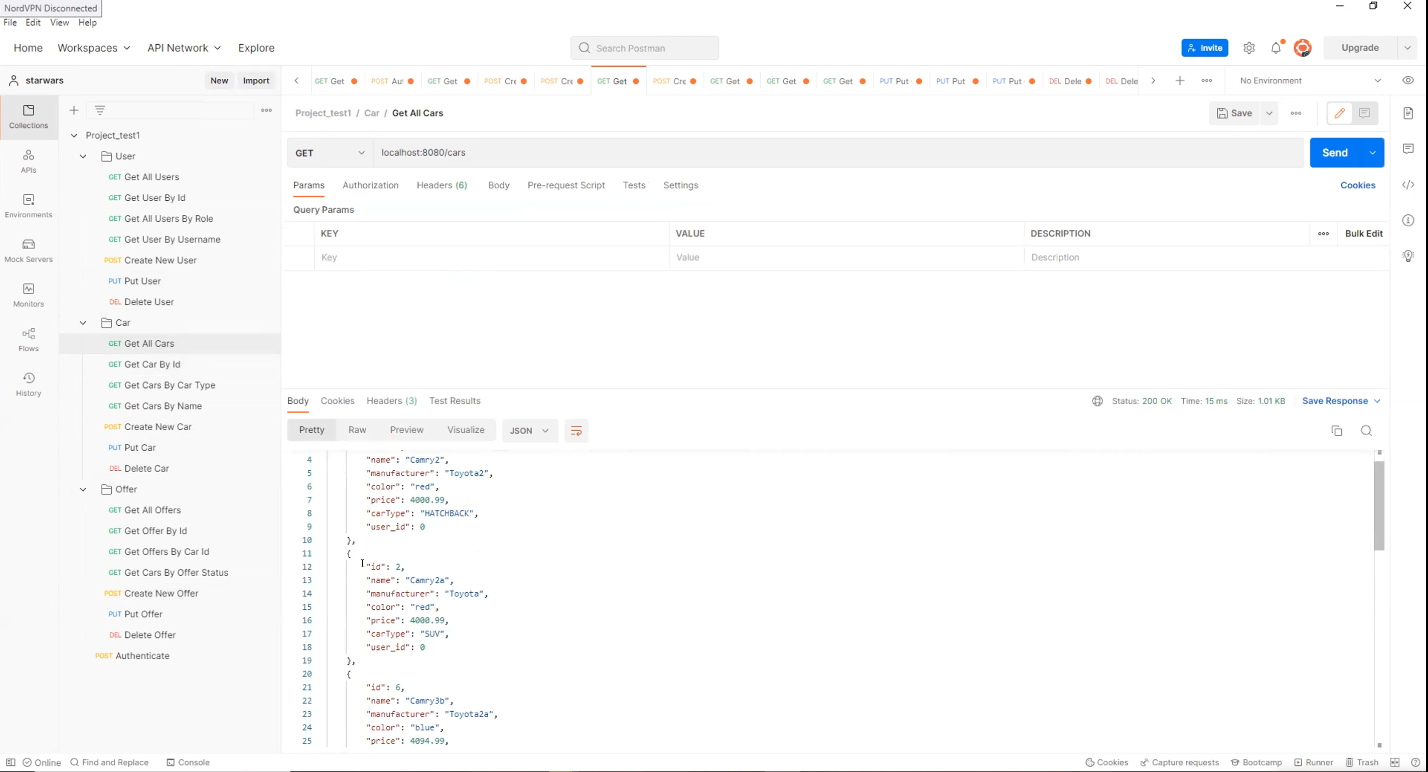 NordVPN Disconnected
File Edit View Help
Home Workspaces API Network Explore
Search Postman
Invite
Upgrade
starwars
New Import
GET Get POST Aut GET Get POST Cre POST Cre GET Get POST Cre GET Get GET Get GET Get PUT Put PUT Put PUT Put DEL Dele DEL Dele
No Environment
Collections
APIs
Environments
Mock Servers
Monitors
Flows
History
Project_test1
User
GET Get All Users
GET Get User By Id
GET Get All Users By Role
GET Get User By Username
POST Create New User
PUT Put User
DEL Delete User
Car
GET Get All Cars
GET Get Car By Id
GET Get Cars By Car Type
GET Get Cars By Name
POST Create New Car
PUT Put Car
DEL Delete Car
Offer
GET Get All Offers
GET Get Offer By Id
GET Get Offers By Car Id
GET Get Cars By Offer Status
POST Create New Offer
PUT Put Offer
DEL Delete Offer
POST Authenticate
Project_test1 / Car / Get All Cars
Save
GET localhost:8080/cars
Send
Params Authorization Headers (6) Body Pre-request Script Tests Settings
Cookies
Query Params
KEY VALUE DESCRIPTION Bulk Edit
Key Value Description
Body Cookies Headers (3) Test Results
Status: 200 OK Time: 15 ms Size: 1.01 KB Save Response
Pretty Raw Preview Visualize JSON
4 "name": "Camry2",
5 "manufacturer": "Toyota2",
6 "color": "red",
7 "price": 4000.99,
8 "carType": "HATCHBACK",
9 "user_id": 0
10 },
11 {
12 "id": 2,
13 "name": "Camry2a",
14 "manufacturer": "Toyota",
15 "color": "red",
16 "price": 4000.99,
17 "carType": "SUV",
18 "user_id": 0
19 },
20 {
21 "id": 6,
22 "name": "Camry3b",
23 "manufacturer": "Toyota2a",
24 "color": "blue",
25 "price": 4094.99,
Online Find and Replace Console
Cookies Capture requests Bootcamp Runner Trash